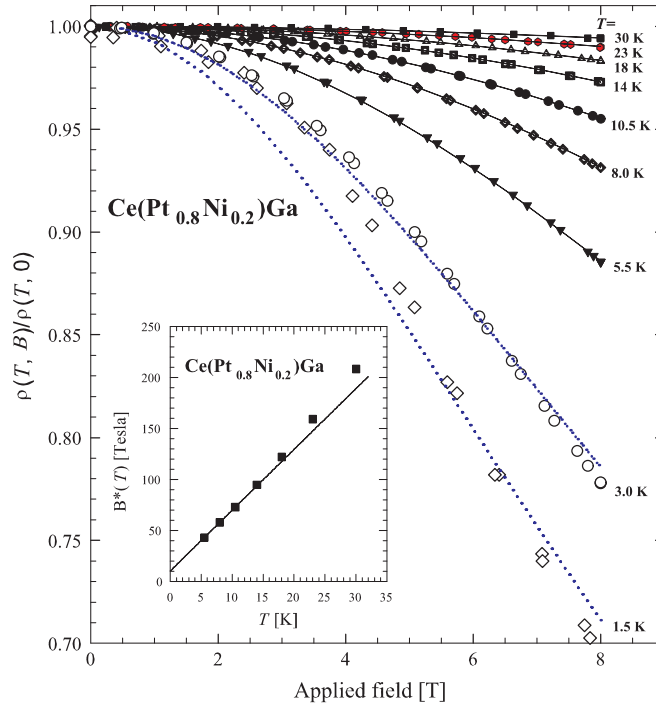 T=
30 K
23 K
18 K
14 K
10.5 K
8.0 K
5.5 K
3.0 K
1.5 K
Ce(Pt0.8Ni0.2)Ga
ρ(T, B)/ρ(T, 0)
1.00
0.95
0.90
0.85
0.80
0.75
0.70
0 2 4 6 8
Applied field [T]
Ce(Pt0.8Ni0.2)Ga
B*(T) [Tesla]
250
200
150
100
50
0
0 5 10 15 20 25 30 35
T [K]